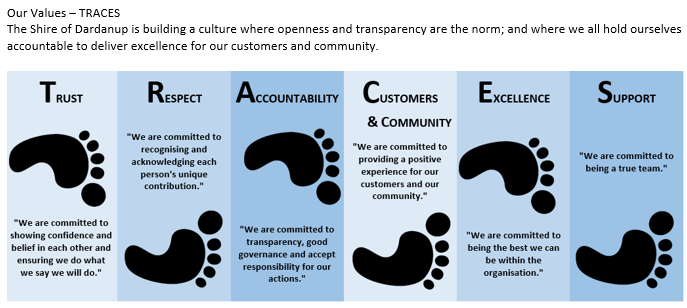 Our Values – TRACES
The Shire of Dardanup is building a culture where openness and transparency are the norm; and where we all hold ourselves
accountable to deliver excellence for our customers and community.
TRUST
"We are committed to
showing confidence and
belief in each other and
ensuring we do what
we say we will do."
RESPECT
"We are committed to
recognising and
acknowledging each
person's unique
contribution."
ACCOUNTABILITY
"We are committed to
transparency, good
governance and accept
responsibility for our
actions."
CUSTOMERS
& COMMUNITY
"We are committed to
providing a positive
experience for our
customers and our
community."
EXCELLENCE
"We are committed to
being the best we can
be within the
organisation."
SUPPORT
"We are committed to
being a true team."